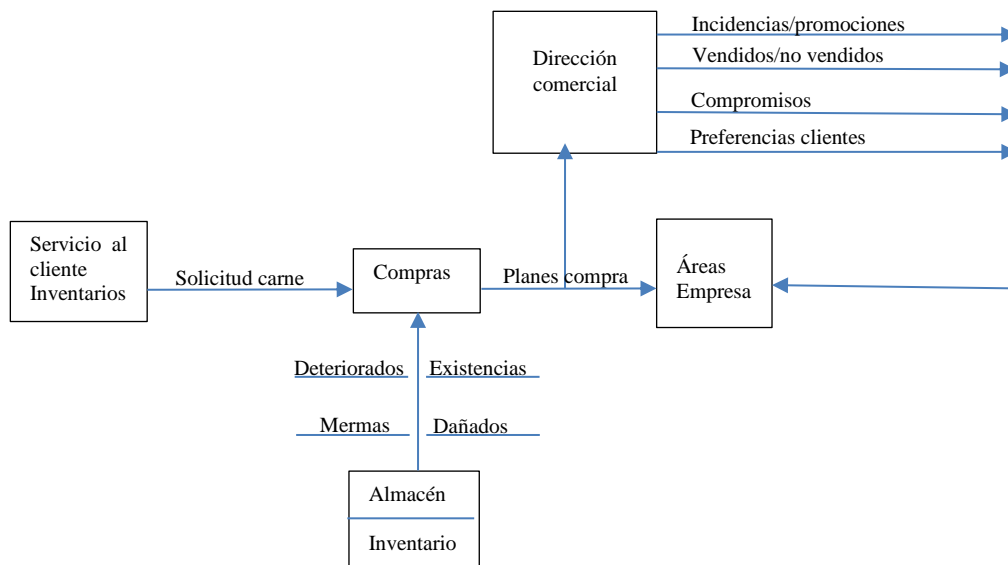 Incidencias/promociones
Vendidos/no vendidos
Compromisos
Preferencias clientes
Dirección
comercial
Servicio al
cliente
Inventarios
Solicitud carne
Compras
Planes compra
Áreas
Empresa
Deteriorados
Existencias
Mermas
Dañados
Almacén
Inventario